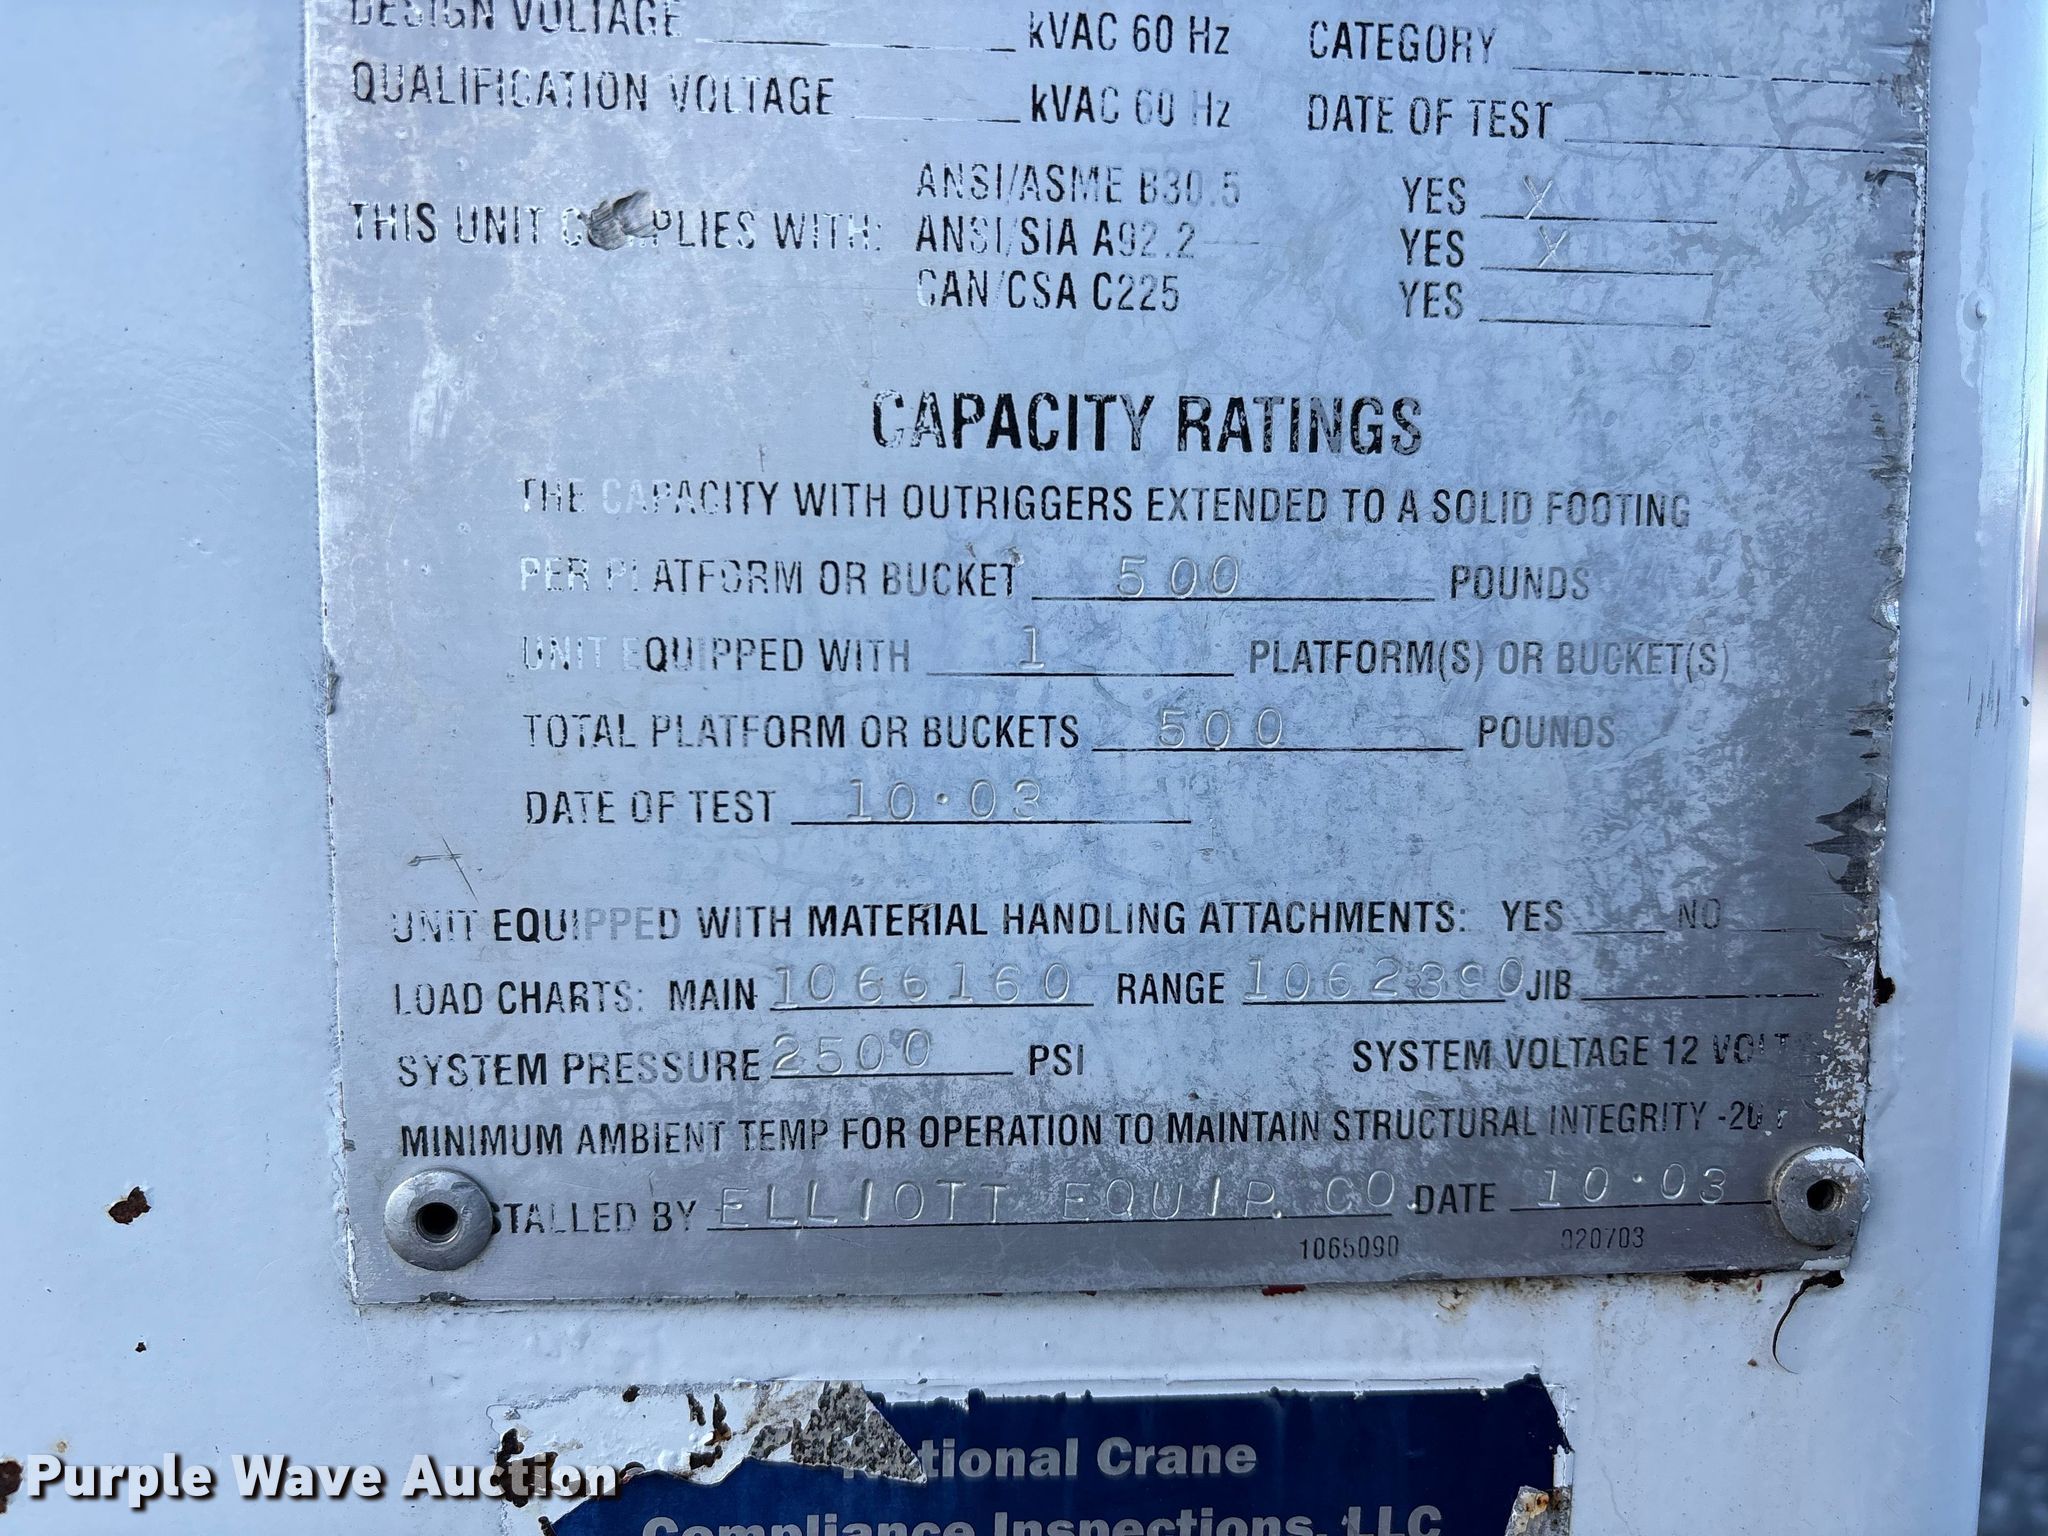 DESIGN VOLTAGE kVAC 60 Hz CATEGORY
QUALIFICATION VOLTAGE kVAC 60 Hz DATE OF TEST
ANSI/ASME B30.5 YES X
THIS UNIT COMPLIES WITH: ANSI/SIA A92.2 YES X
CAN/CSA C225 YES
CAPACITY RATINGS
THE CAPACITY WITH OUTRIGGERS EXTENDED TO A SOLID FOOTING
PER PLATFORM OR BUCKET 500 POUNDS
UNIT EQUIPPED WITH 1 PLATFORM(S) OR BUCKET(S)
TOTAL PLATFORM OR BUCKETS 500 POUNDS
DATE OF TEST 10·03
UNIT EQUIPPED WITH MATERIAL HANDLING ATTACHMENTS: YES NO
LOAD CHARTS: MAIN 1066160 RANGE JIB
SYSTEM PRESSURE 2500 PSI SYSTEM VOLTAGE 12 VOLT
MINIMUM AMBIENT TEMP FOR OPERATION TO MAINTAIN STRUCTURAL INTEGRITY -20 F
STALLED BY ELLIOTT EQUIP. CO. DATE 10·03
1065090 020703
National Crane
Compliance Inspections, LLC
Purple Wave Auction